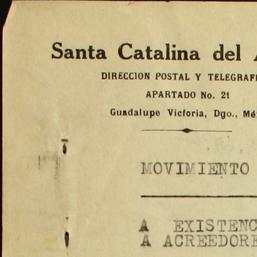 Santa Catalina del
DIRECCION POSTAL Y TELEGRAFI
APARTADO No. 21
Guadalupe Victoria, Dgo., Mé
MOVIMIENTO
A EXISTENC
A ACREEDORE